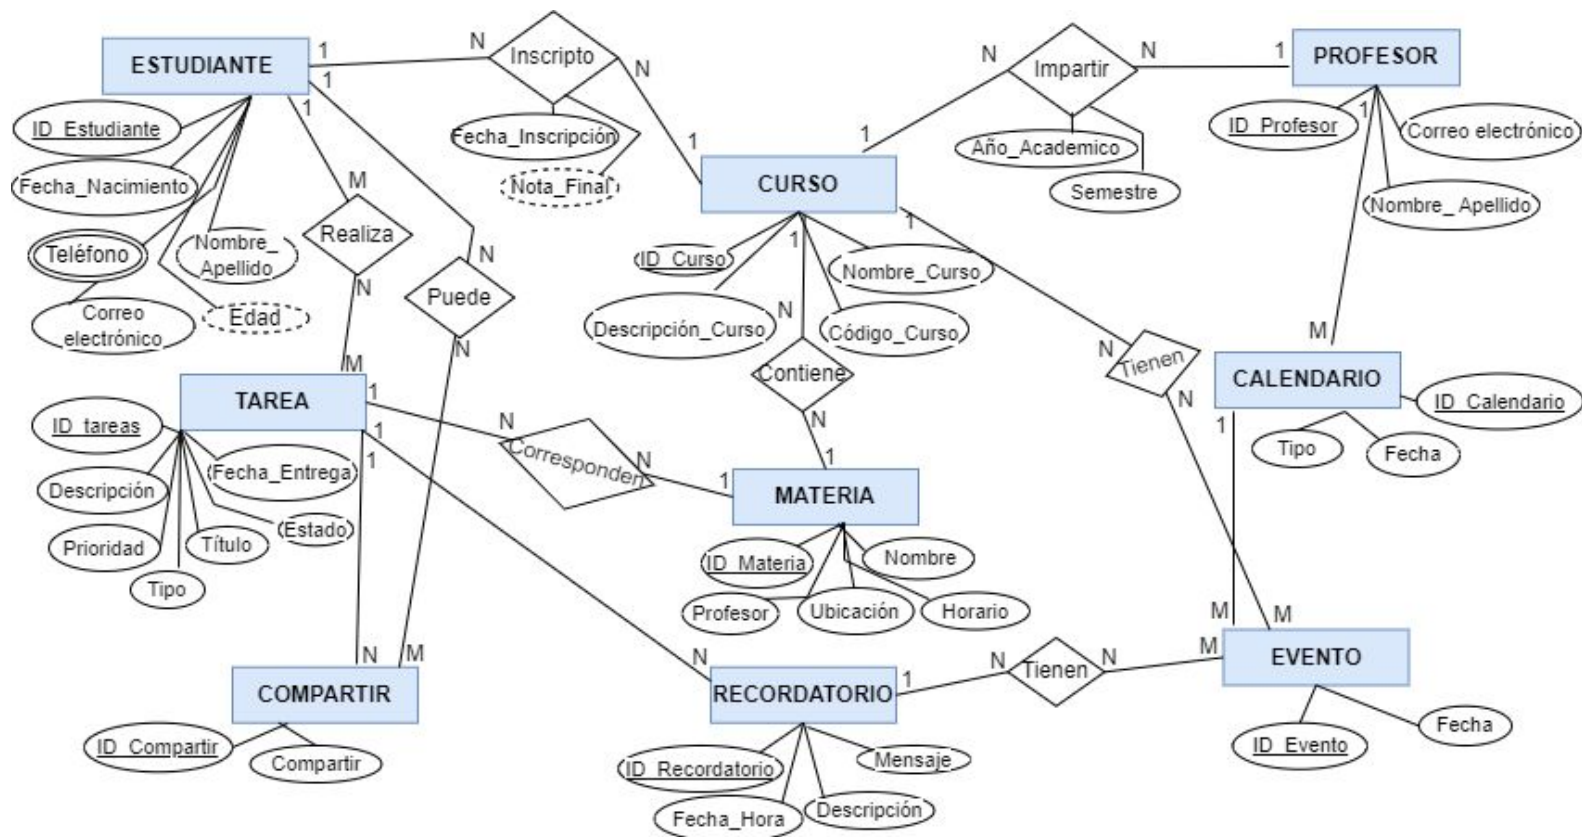 ESTUDIANTE
1
1
1
N
Inscripto
N
N
Impartir
N
1
PROFESOR
ID_Estudiante
Fecha_Nacimiento
Teléfono
Nombre_
Apellido
Correo
electrónico
Edad
M
Realiza
N
M
N
Puede
N
Fecha_Inscripción
Nota_Final
1
CURSO
1
1
1
Año_Academico
Semestre
ID_Profesor
1
Correo electrónico
Nombre_ Apellido
ID_Curso
Nombre_Curso
Descripción_Curso
Código_Curso
N
Contiene
N
1
N
Tienen
N
M
CALENDARIO
1
ID_Calendario
Tipo
Fecha
TAREA
1
1
1
ID_tareas
Fecha_Entrega
Descripción
Estado
Prioridad
Título
Tipo
N
Corresponden
N
1
MATERIA
ID_Materia
Nombre
Profesor
Ubicación
Horario
N
M
COMPARTIR
ID_Compartir
Compartir
N
RECORDATORIO
1
N
Tienen
N
M
M
M
EVENTO
ID_Recordatorio
Mensaje
Fecha_Hora
Descripción
ID_Evento
Fecha